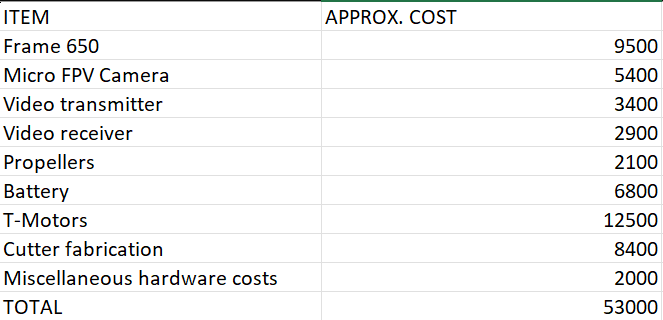 ITEM APPROX. COST
Frame 650 9500
Micro FPV Camera 5400
Video transmitter 3400
Video receiver 2900
Propellers 2100
Battery 6800
T-Motors 12500
Cutter fabrication 8400
Miscellaneous hardware costs 2000
TOTAL 53000